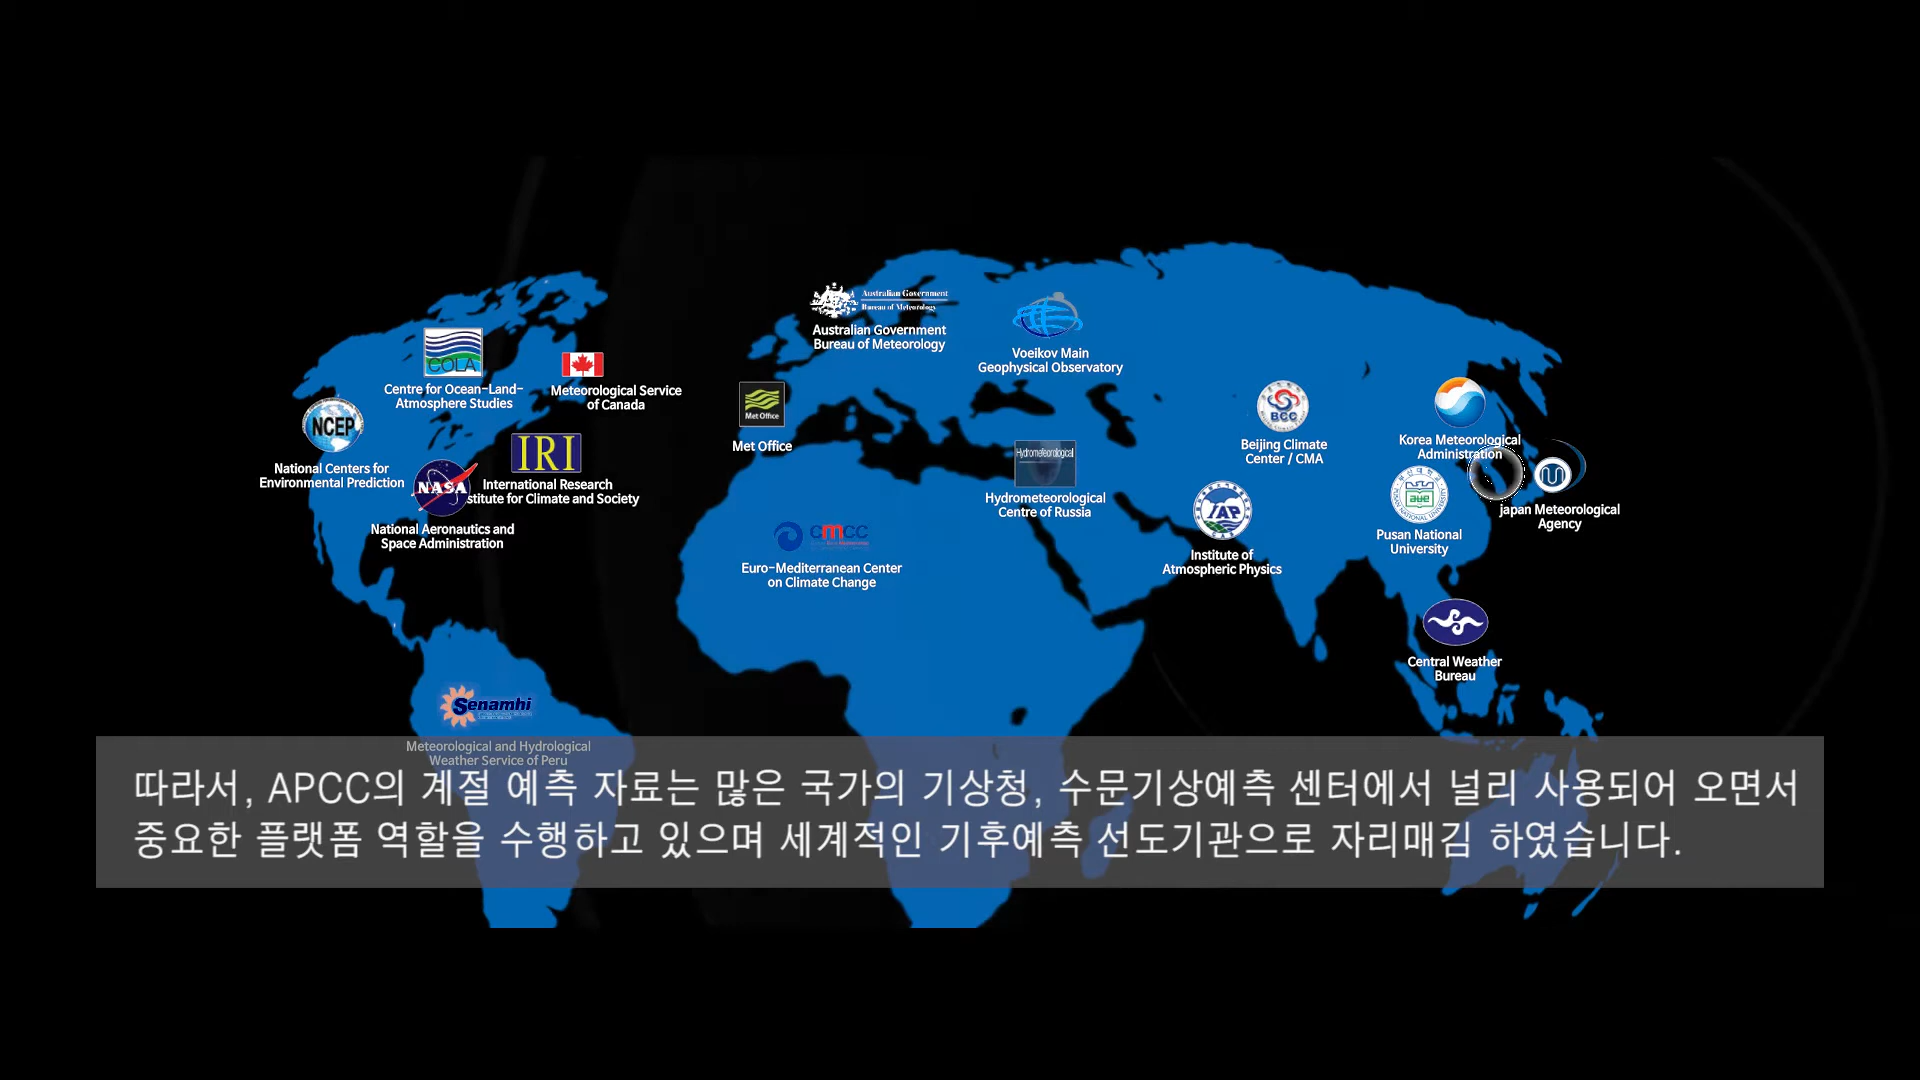 Australian Government
Bureau of Meteorology
Australian Government
Bureau of Meteorology
Voeikov Main
Geophysical Observatory
COLA
Centre for Ocean-Land-
Atmosphere Studies
Meteorological Service
of Canada
Met Office
Met Office
BCC
Beijing Climate
Center / CMA
Korea Meteorological
Administration
NCEP
National Centers for
Environmental Prediction
IRI
International Research
stitute for Climate and Society
NASA
National Aeronautics and
Space Administration
Hydrometeorological
Hydrometeorological
Centre of Russia
IAP
Institute of
Atmospheric Physics
Pusan National
University
japan Meteorological
Agency
cmcc
Euro-Mediterranean Center
on Climate Change
Central Weather
Bureau
Senamhi
Meteorological and Hydrological
Weather Service of Peru
따라서, APCC의 계절 예측 자료는 많은 국가의 기상청, 수문기상예측 센터에서 널리 사용되어 오면서
중요한 플랫폼 역할을 수행하고 있으며 세계적인 기후예측 선도기관으로 자리매김 하였습니다.